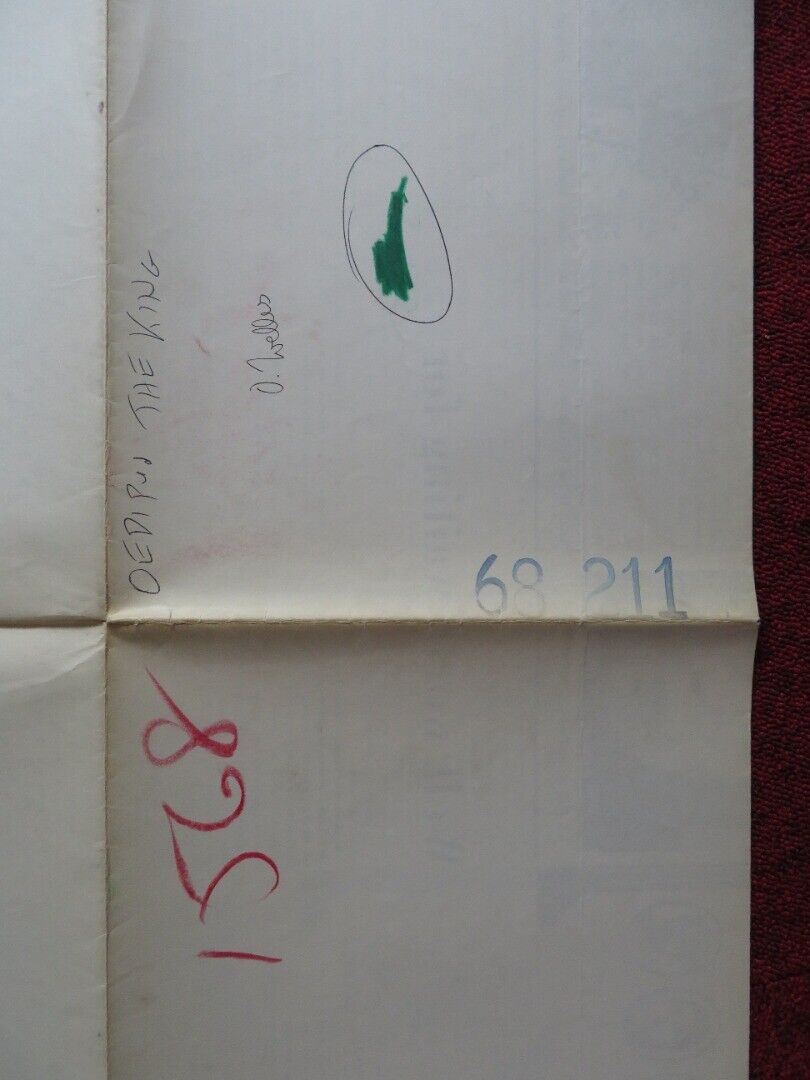 OEDIPUS THE KING
O. Welles
68 211
1568